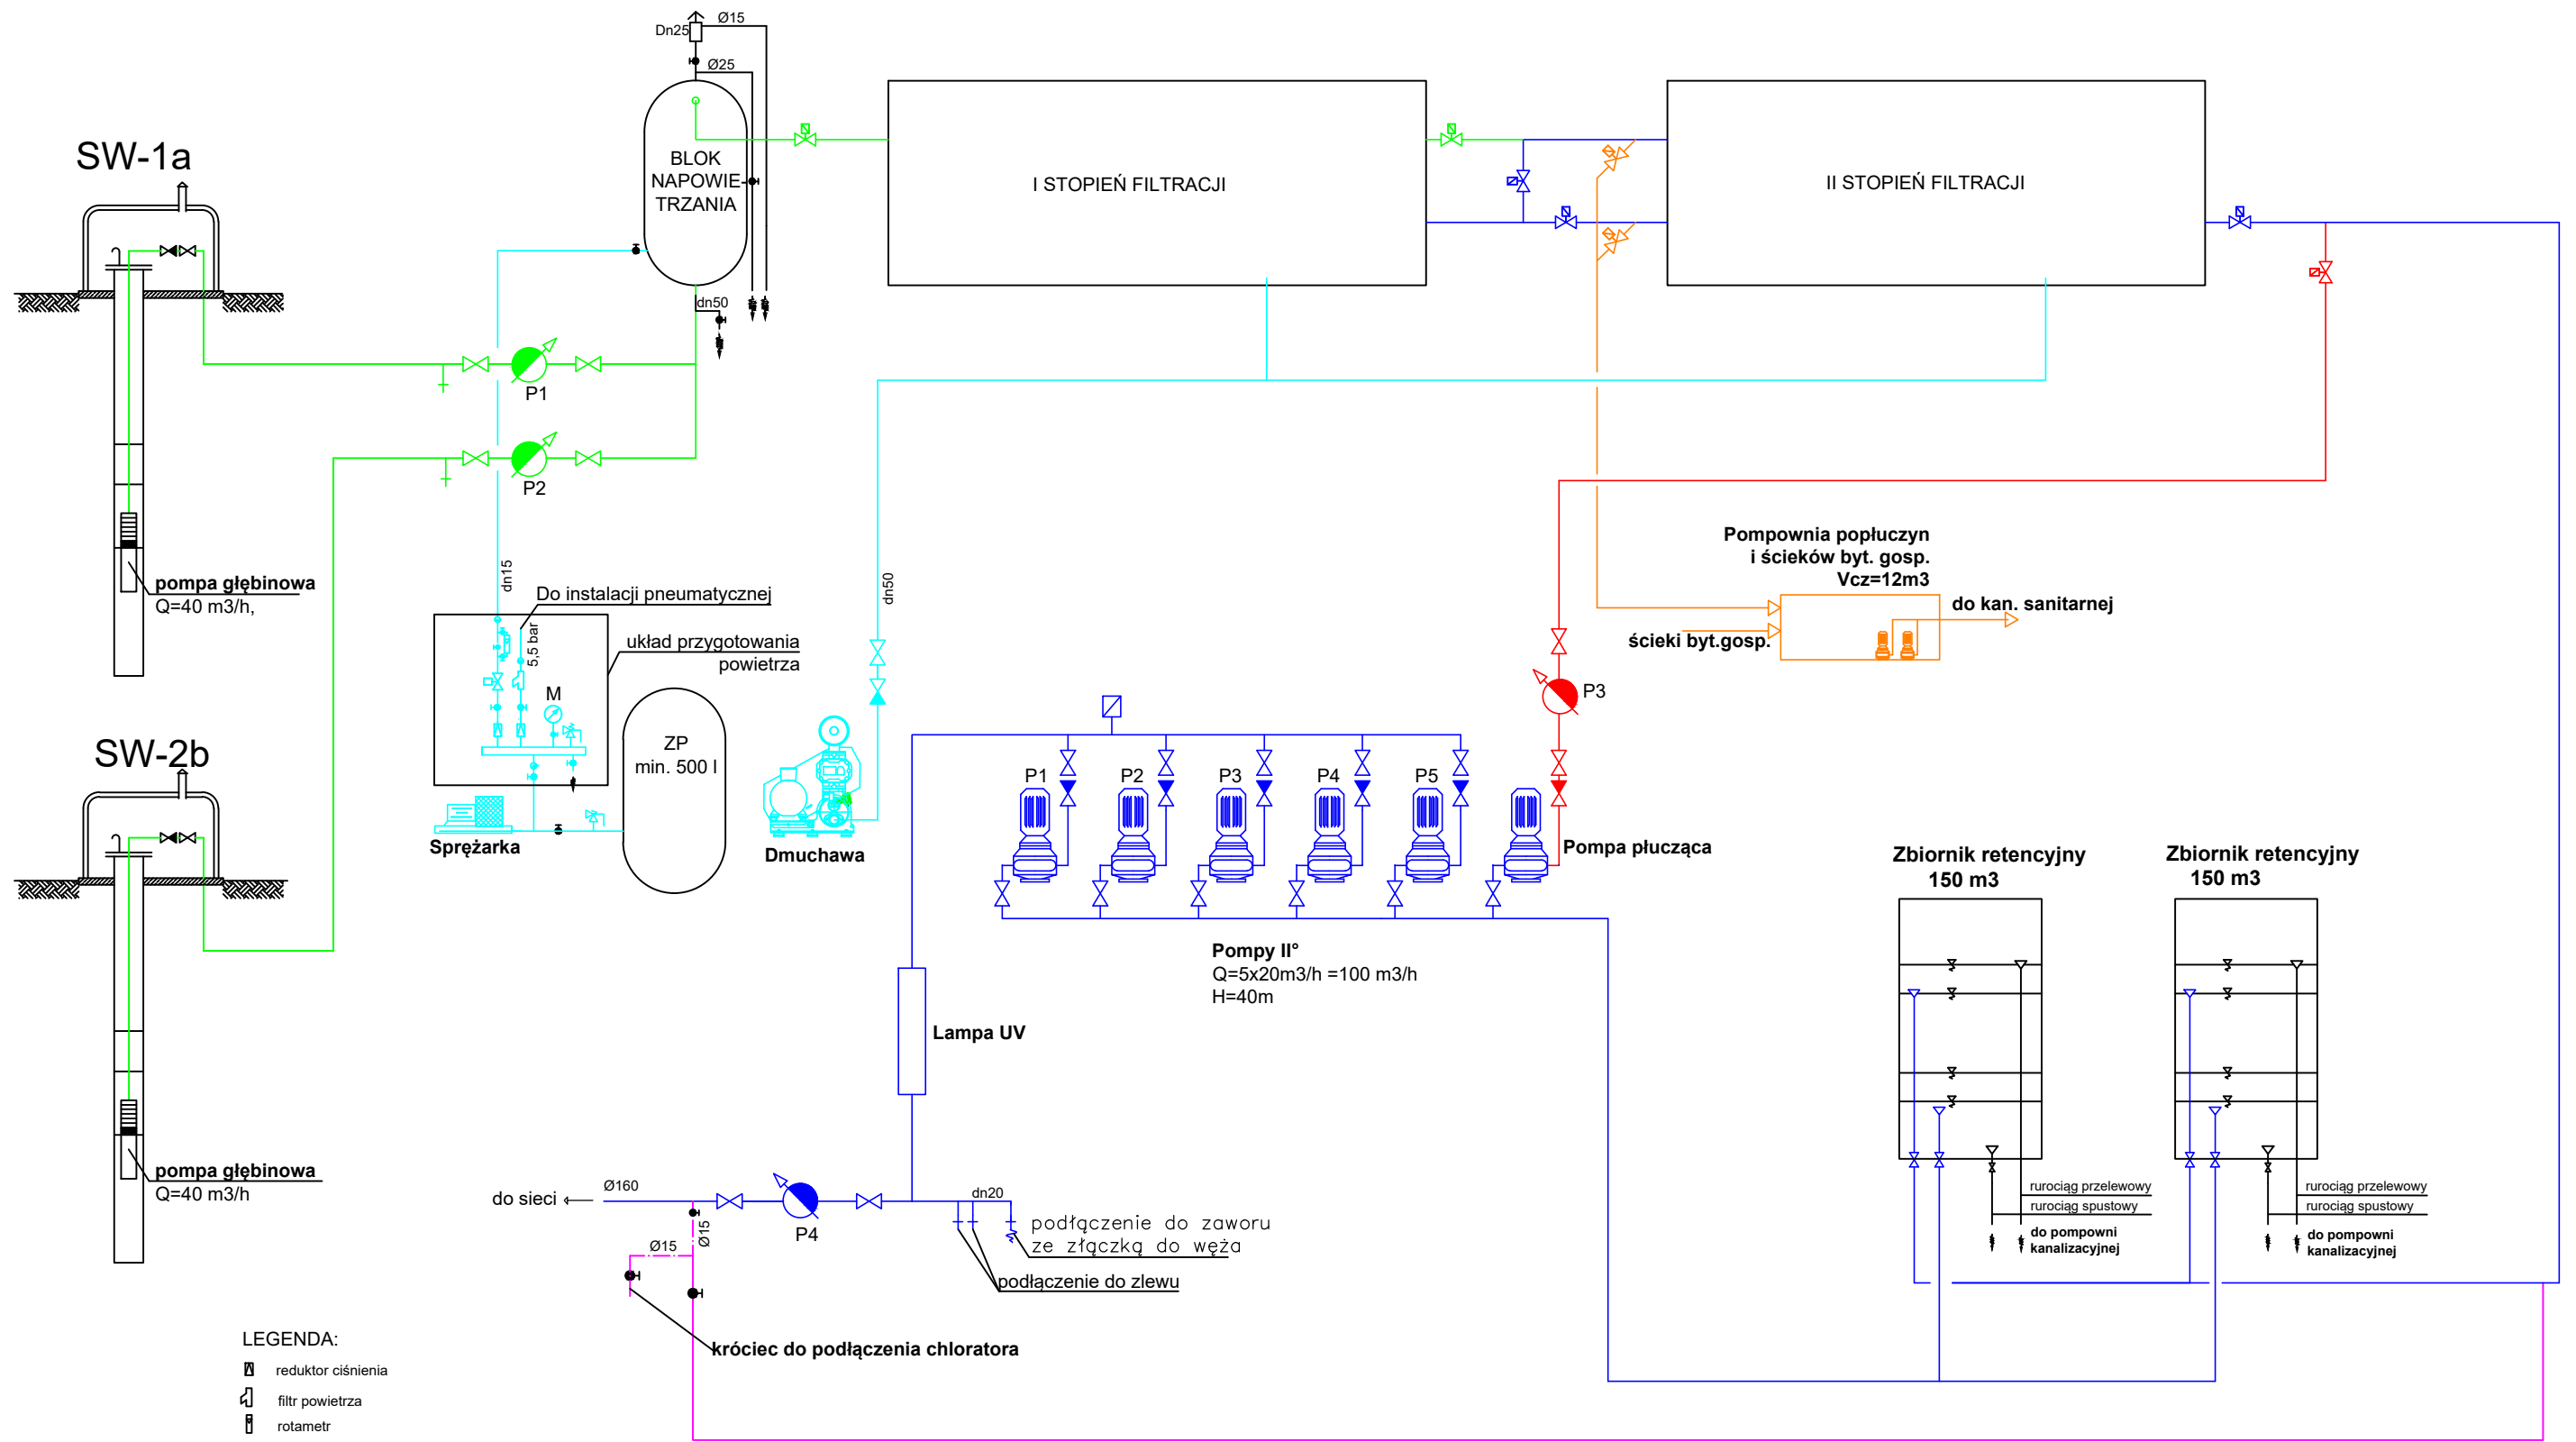 Ø15
Dn25
Ø25
SW-1a
BLOK
NAPOWIE-
TRZANIA
I STOPIEŃ FILTRACJI
II STOPIEŃ FILTRACJI
dn50
P1
P2
pompa głębinowa
Q=40 m3/h,
dn15
Do instalacji pneumatycznej
5,5 bar
układ przygotowania
powietrza
M
ZP
min. 500 l
Sprężarka
dn50
Dmuchawa
Pompownia popłuczyn
i ścieków byt. gosp.
Vcz=12m3
do kan. sanitarnej
ścieki byt.gosp.
P3
SW-2b
P1
P2
P3
P4
P5
Pompa płucząca
Pompy II°
Q=5x20m3/h =100 m3/h
H=40m
Zbiornik retencyjny
150 m3
Zbiornik retencyjny
150 m3
Lampa UV
pompa głębinowa
Q=40 m3/h
do sieci
Ø160
P4
dn20
Ø15
Ø15
podłączenie do zaworu
ze złączką do węża
podłączenie do zlewu
króciec do podłączenia chloratora
rurociąg przelewowy
rurociąg spustowy
do pompowni
kanalizacyjnej
rurociąg przelewowy
rurociąg spustowy
do pompowni
kanalizacyjnej
LEGENDA:
reduktor ciśnienia
filtr powietrza
rotametr